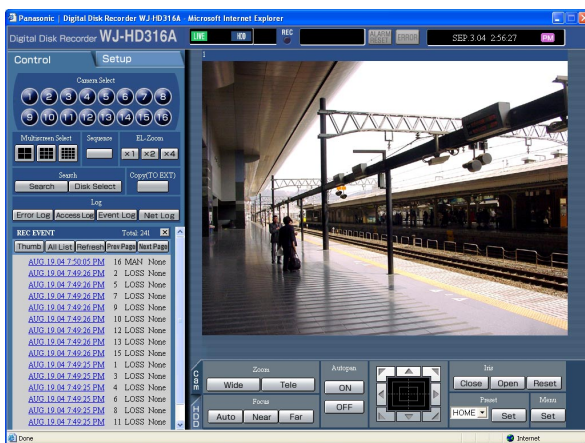 Panasonic | Digital Disk Recorder WJ-HD316A - Microsoft Internet Explorer
Digital Disk Recorder WJ-HD316A
LIVE HDD REC ALARM RESET ERROR SEP.3.04 2:56:27 PM
Control Setup
Camera Select
1 2 3 4 5 6 7 8
9 10 11 12 13 14 15 16
Multiscreen Select Sequence EL-Zoom
×1 ×2 ×4
Search Copy(TO EXT)
Search Disk Select
Log
Error Log Access Log Event Log Net Log
REC EVENT Total: 241 X
Thumb All List Refresh Prev Page Next Page
AUG.19.04 7:50:05 PM 16 MAN None
AUG.19.04 7:49:26 PM 2 LOSS None
AUG.19.04 7:49:26 PM 5 LOSS None
AUG.19.04 7:49:26 PM 7 LOSS None
AUG.19.04 7:49:26 PM 9 LOSS None
AUG.19.04 7:49:26 PM 10 LOSS None
AUG.19.04 7:49:26 PM 12 LOSS None
AUG.19.04 7:49:26 PM 13 LOSS None
AUG.19.04 7:49:26 PM 15 LOSS None
AUG.19.04 7:49:25 PM 1 LOSS None
AUG.19.04 7:49:25 PM 3 LOSS None
AUG.19.04 7:49:25 PM 4 LOSS None
AUG.19.04 7:49:25 PM 6 LOSS None
AUG.19.04 7:49:25 PM 8 LOSS None
AUG.19.04 7:49:25 PM 11 LOSS None
1
Cam
HDD
Zoom
Wide Tele
Focus
Auto Near Far
Autopan
ON
OFF
Iris
Close Open Reset
Preset Menu
HOME Set Set
Done Internet